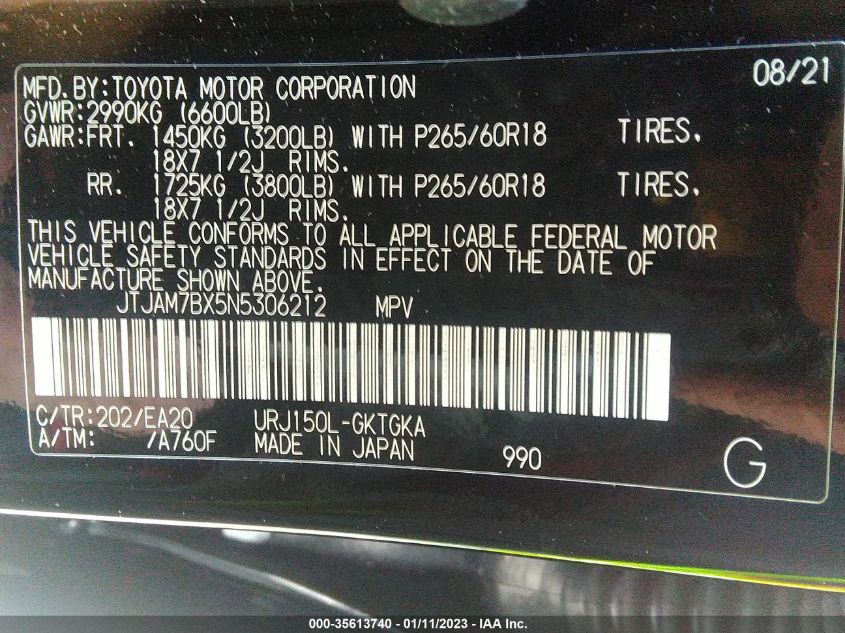 08/21
MFD.BY:TOYOTA MOTOR CORPORATION
GVWR:2990KG (6600LB)
GAWR:FRT. 1450KG (3200LB) WITH P265/60R18 TIRES.
18X7 1/2J RIMS.
RR. 1725KG (3800LB) WITH P265/60R18 TIRES.
18X7 1/2J RIMS.
THIS VEHICLE CONFORMS TO ALL APPLICABLE FEDERAL MOTOR
VEHICLE SAFETY STANDARDS IN EFFECT ON THE DATE OF
MANUFACTURE SHOWN ABOVE.
JTJAM7BX5N5306212 MPV
C/TR:202/EA20 URJ150L-GKTGKA
A/TM: /A760F MADE IN JAPAN 990 G
000-35613740 - 01/11/2023 - IAA Inc.